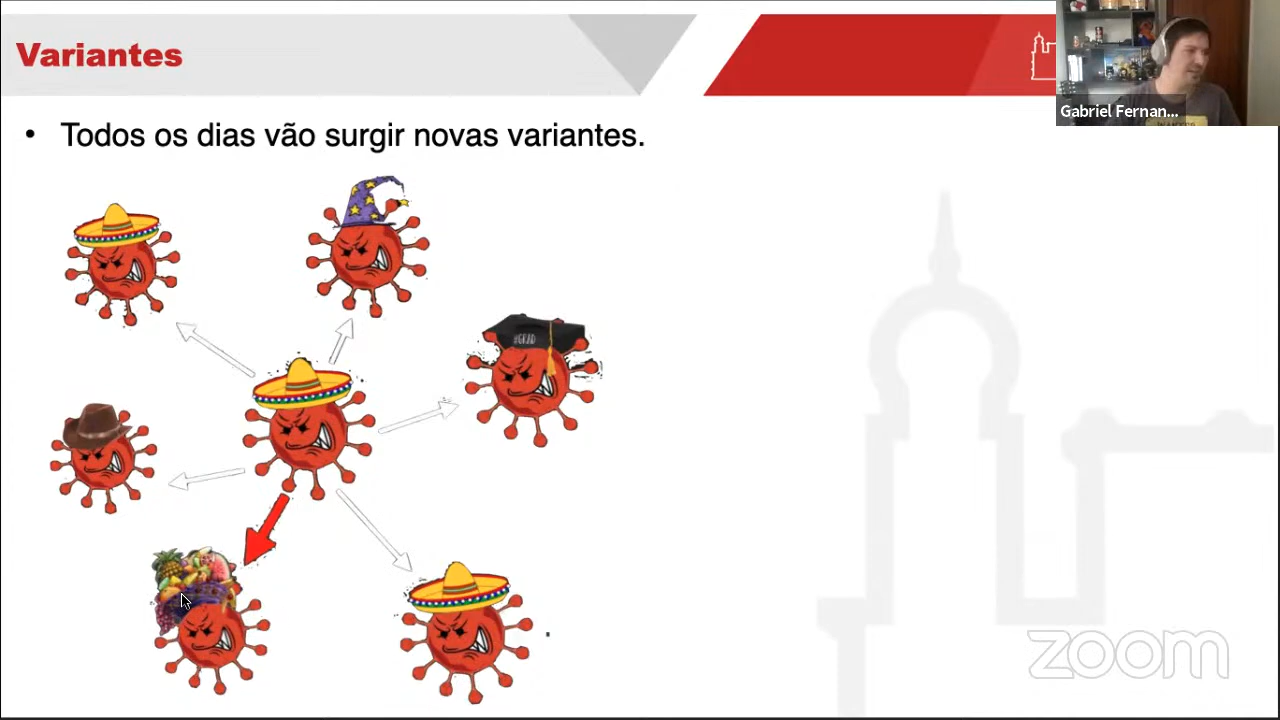 Variantes
Gabriel Fernan...
• Todos os dias vão surgir novas variantes.
zoom